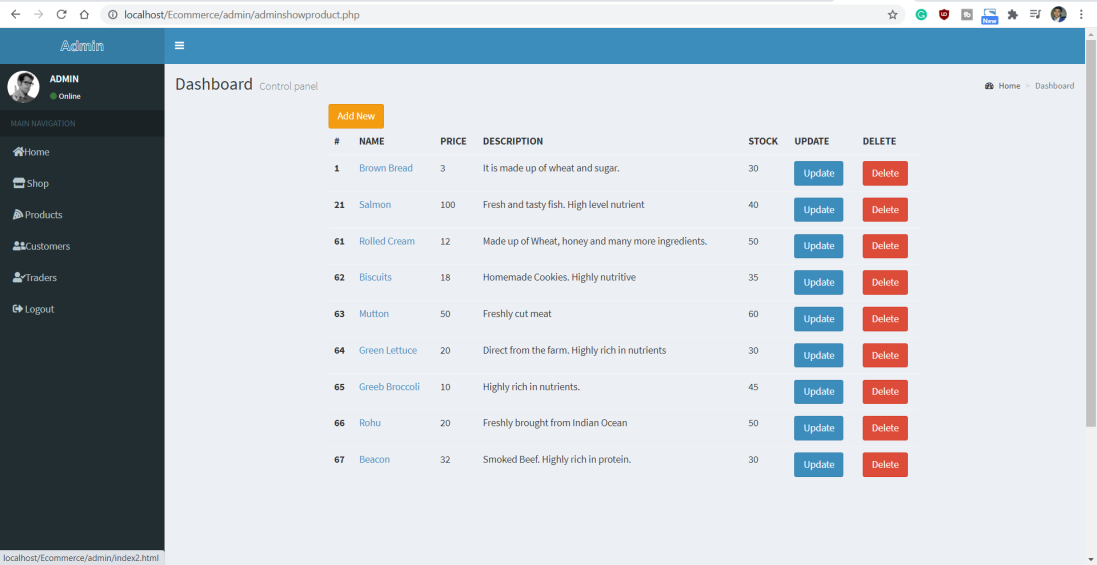 localhost/Ecommerce/admin/adminshowproduct.php
New
Admin
ADMIN
Online
MAIN NAVIGATION
Home
Shop
Products
Customers
Traders
Logout
Dashboard Control panel
Home > Dashboard
Add New
# NAME PRICE DESCRIPTION STOCK UPDATE DELETE
1 Brown Bread 3 It is made up of wheat and sugar. 30 Update Delete
21 Salmon 100 Fresh and tasty fish. High level nutrient 40 Update Delete
61 Rolled Cream 12 Made up of Wheat, honey and many more ingredients. 50 Update Delete
62 Biscuits 18 Homemade Cookies. Highly nutritive 35 Update Delete
63 Mutton 50 Freshly cut meat 60 Update Delete
64 Green Lettuce 20 Direct from the farm. Highly rich in nutrients 30 Update Delete
65 Greeb Broccoli 10 Highly rich in nutrients. 45 Update Delete
66 Rohu 20 Freshly brought from Indian Ocean 50 Update Delete
67 Beacon 32 Smoked Beef. Highly rich in protein. 30 Update Delete
localhost/Ecommerce/admin/index2.html